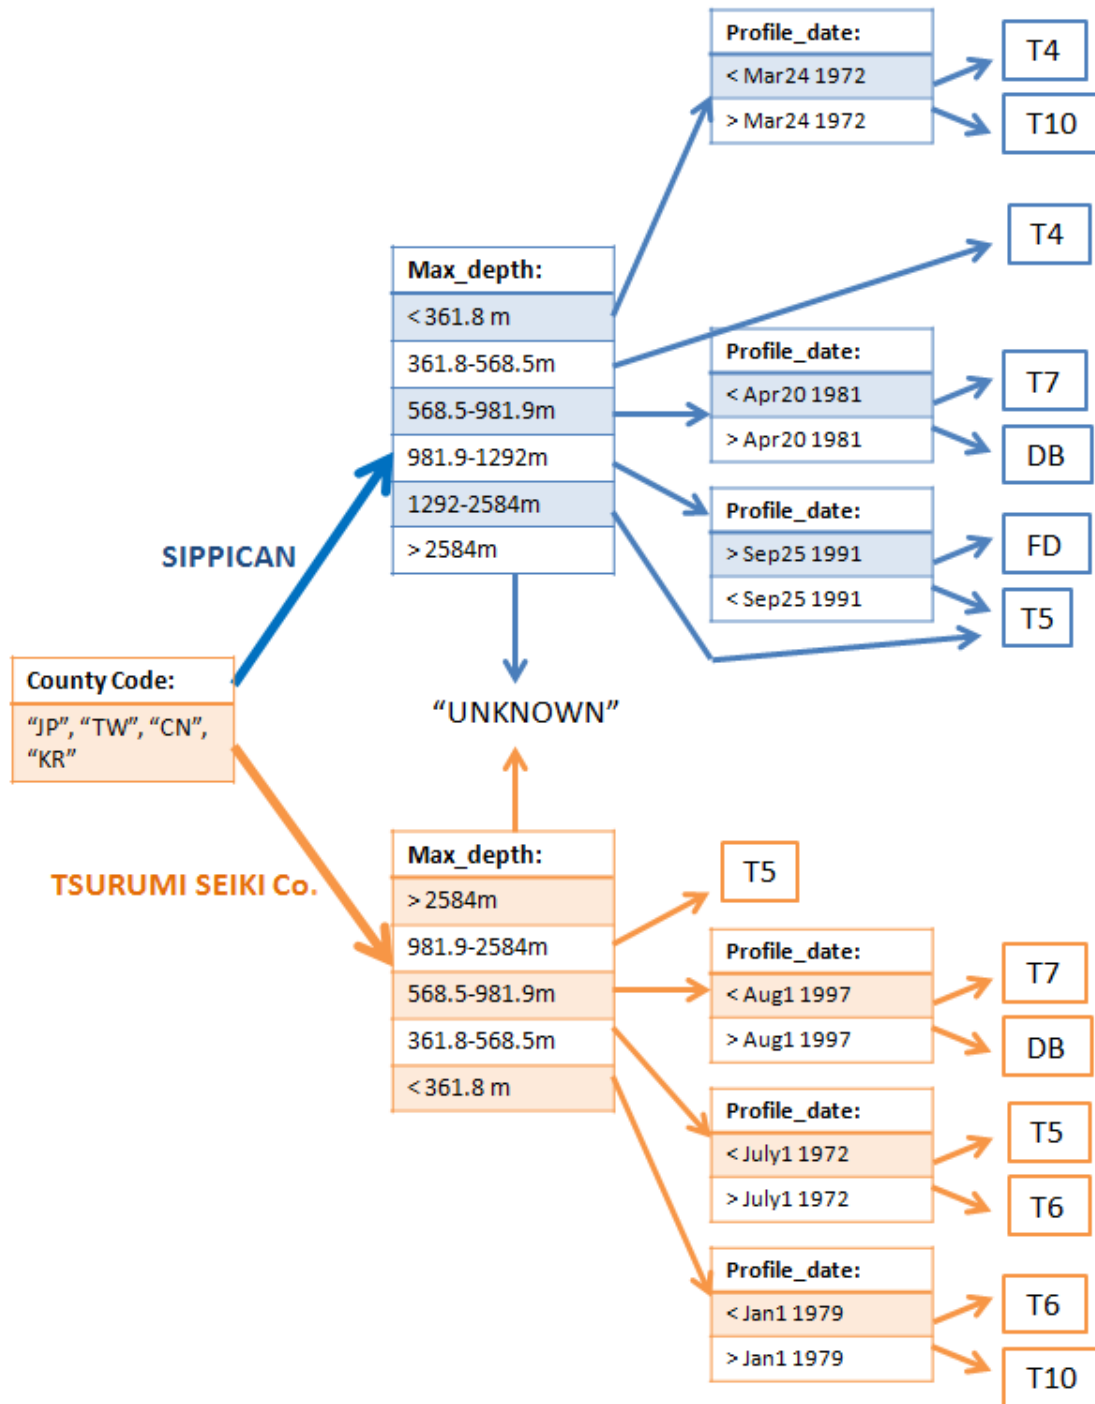 Profile_date:
< Mar24 1972
> Mar24 1972
T4
T10
T4
Max_depth:
< 361.8 m
361.8-568.5m
568.5-981.9m
981.9-1292m
1292-2584m
> 2584m
Profile_date:
< Apr20 1981
> Apr20 1981
T7
DB
Profile_date:
> Sep25 1991
< Sep25 1991
FD
T5
SIPPICAN
County Code:
“JP”, “TW”, “CN”,
“KR”
“UNKNOWN”
TSURUMI SEIKI Co.
Max_depth:
> 2584m
981.9-2584m
568.5-981.9m
361.8-568.5m
< 361.8 m
T5
Profile_date:
< Aug1 1997
> Aug1 1997
T7
DB
Profile_date:
< July1 1972
> July1 1972
T5
T6
Profile_date:
< Jan1 1979
> Jan1 1979
T6
T10